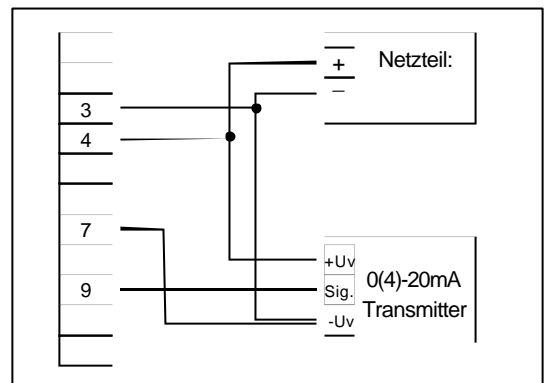 +
Netzteil:
–
3
4
7
+Uv
9
Sig.
0(4)-20mA
Transmitter
-Uv